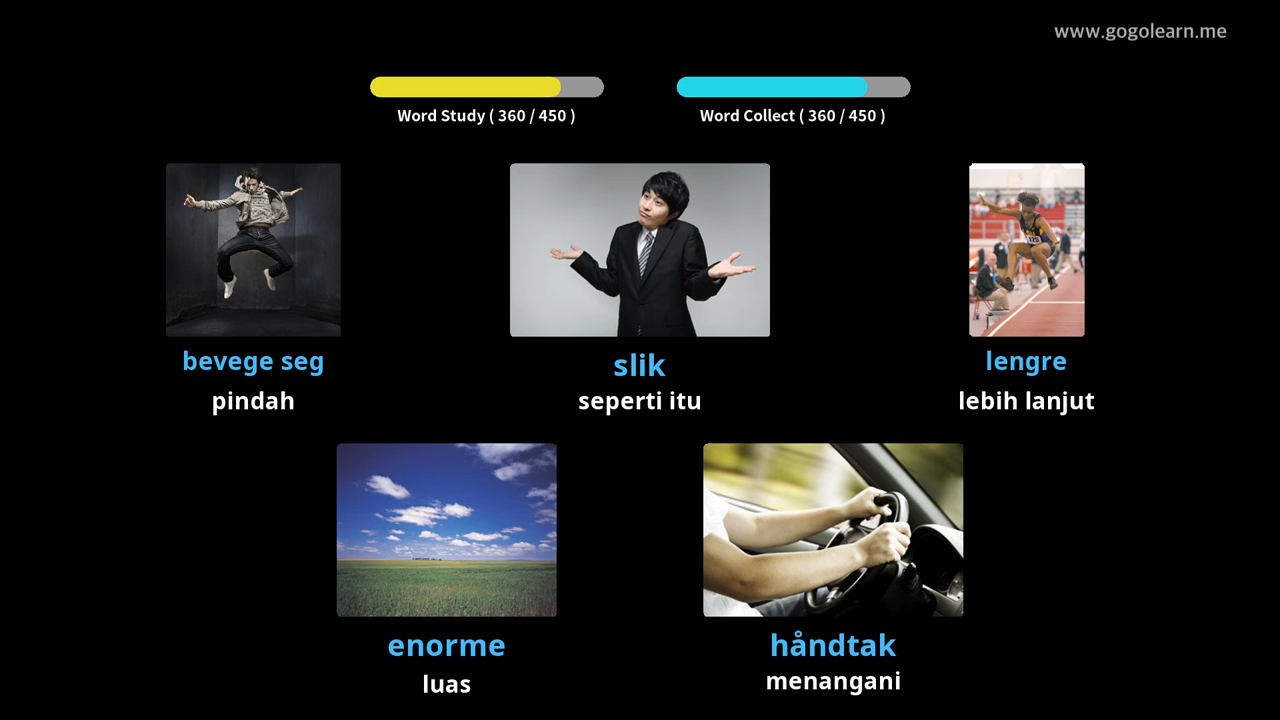 www.gogolearn.me
Word Study ( 360 / 450 )
Word Collect ( 360 / 450 )
bevege seg
pindah
slik
seperti itu
lengre
lebih lanjut
enorme
luas
håndtak
menangani